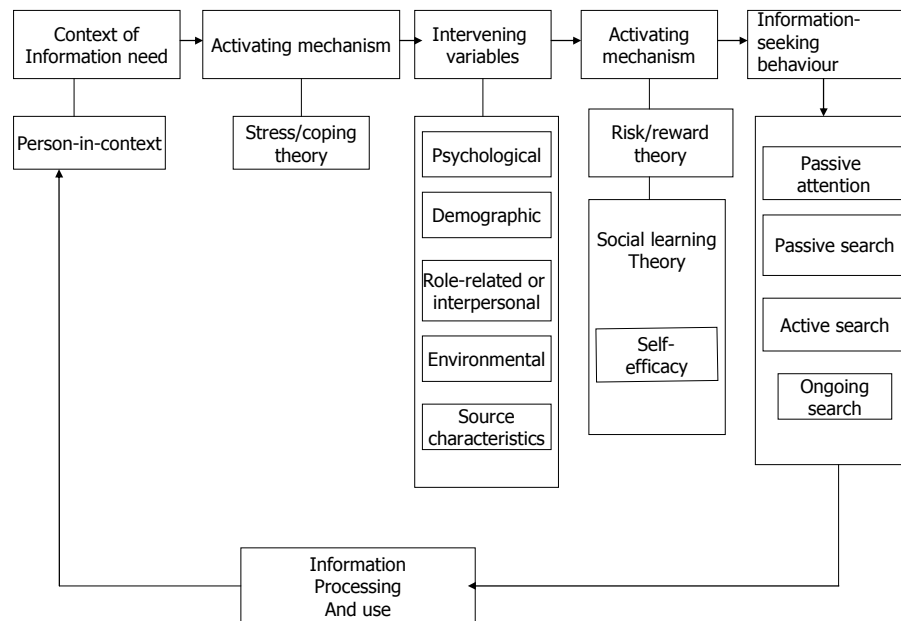 Context of
Information need
Activating mechanism
Intervening
variables
Activating
mechanism
Information-
seeking
behaviour
Person-in-context
Stress/coping
theory
Psychological
Demographic
Role-related or
interpersonal
Environmental
Source
characteristics
Risk/reward
theory
Social learning
Theory
Self-
efficacy
Passive
attention
Passive search
Active search
Ongoing
search
Information
Processing
And use